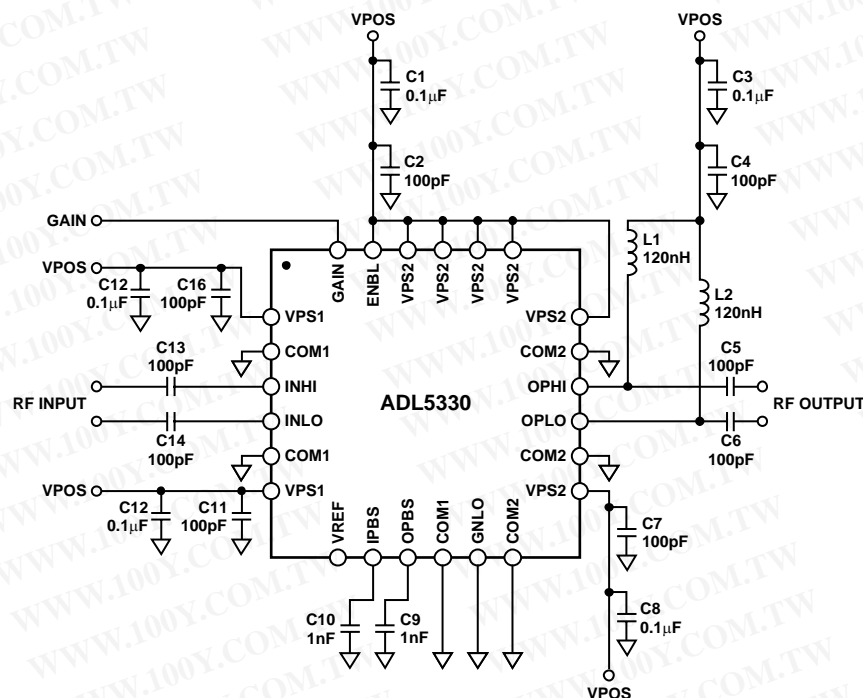 VPOS
VPOS
C1
0.1µF
C3
0.1µF
C2
100pF
C4
100pF
GAIN
L1
120nH
VPOS
C12
0.1µF
C16
100pF
GAIN
ENBL
VPS2
VPS2
VPS2
VPS2
L2
120nH
VPS1
VPS2
COM1
COM2
C13
100pF
C5
100pF
INHI
OPHI
RF INPUT
ADL5330
RF OUTPUT
INLO
OPLO
C14
100pF
C6
100pF
COM1
COM2
VPOS
VPS1
VPS2
C12
0.1µF
C11
100pF
VREF
IPBS
OPBS
COM1
GNLO
COM2
C7
100pF
C10
1nF
C9
1nF
C8
0.1µF
VPOS
WWW.100Y.COM.TW